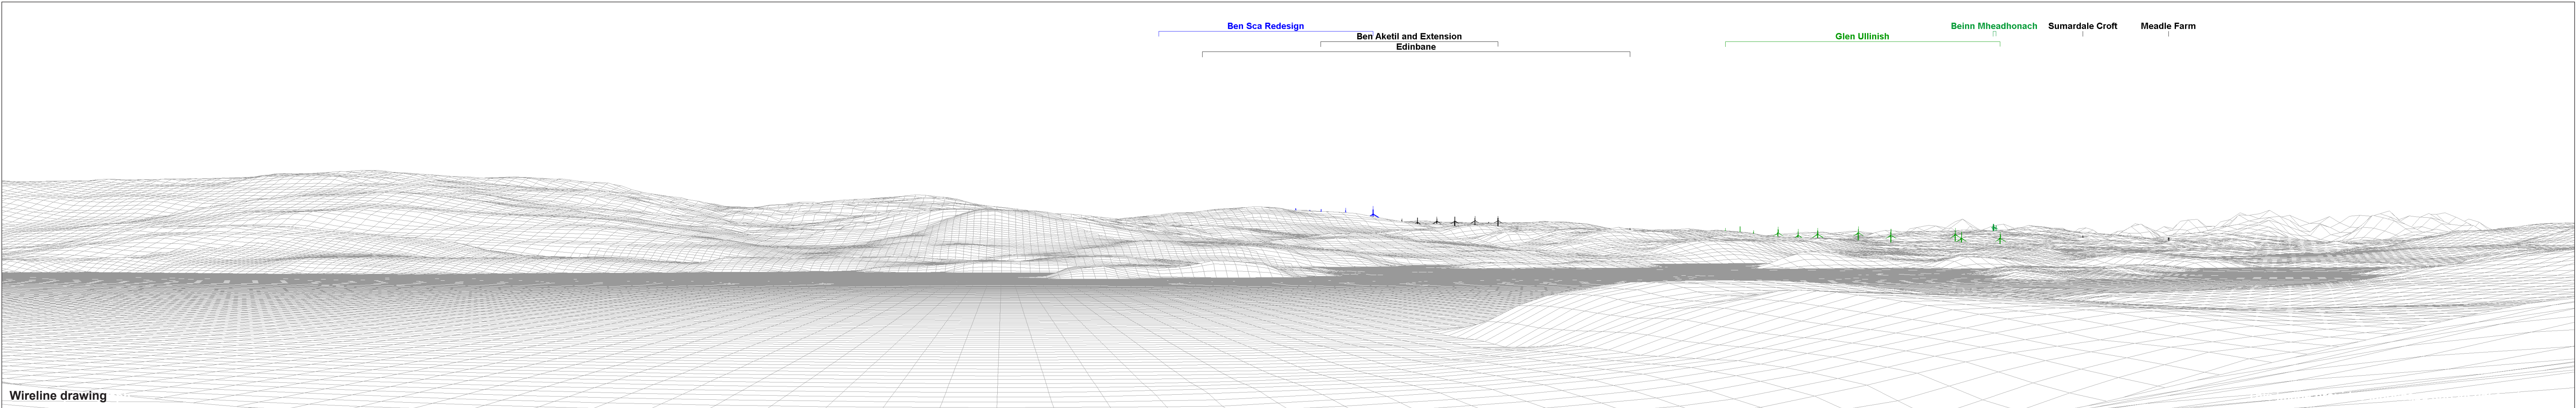 Ben Sca Redesign
Beinn Mheadhonach
Sumardale Croft
Meadle Farm
Ben Aketil and Extension
Glen Ullinish
Edinbane
Wireline drawing